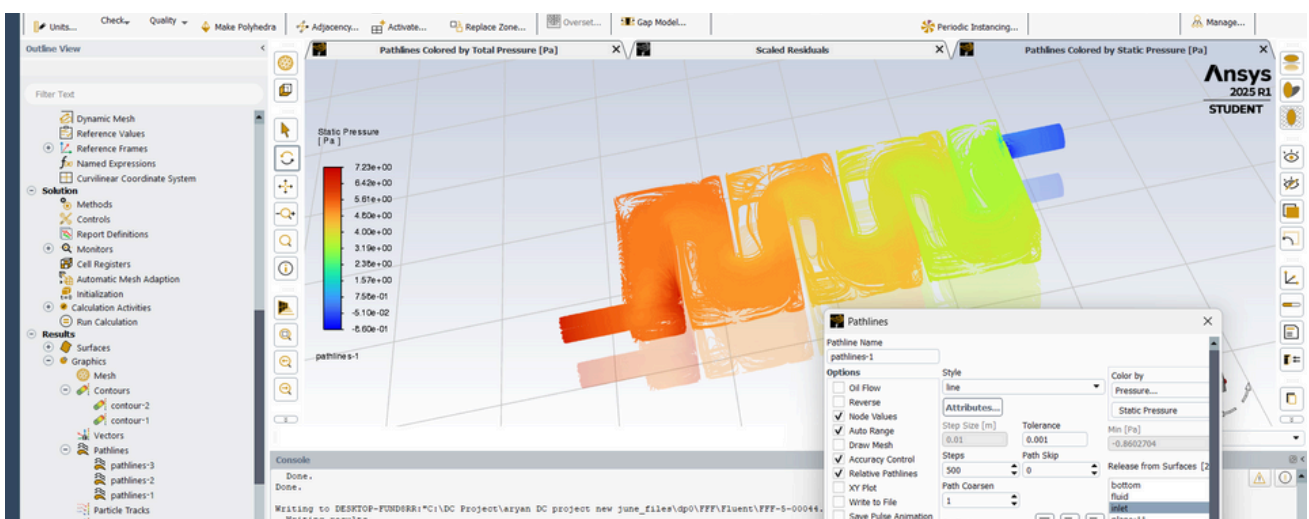 Units...
Check
Quality
Make Polyhedra
Adjacency...
Activate...
Replace Zone...
Overset...
Gap Model...
Periodic Instancing...
Manage...
Outline View
Filter Text
Dynamic Mesh
Reference Values
Reference Frames
Named Expressions
Curvilinear Coordinate System
Solution
Methods
Controls
Report Definitions
Monitors
Cell Registers
Automatic Mesh Adaption
Initialization
Calculation Activities
Run Calculation
Results
Surfaces
Graphics
Mesh
Contours
contour-2
contour-1
Vectors
Pathlines
pathlines-3
pathlines-2
pathlines-1
Particle Tracks
Pathlines Colored by Total Pressure [Pa]
Scaled Residuals
Pathlines Colored by Static Pressure [Pa]
Ansys
2025 R1
STUDENT
Static Pressure
[ Pa ]
7.23e+00
6.42e+00
5.61e+00
4.80e+00
4.00e+00
3.19e+00
2.38e+00
1.57e+00
7.58e-01
-5.10e-02
-8.60e-01
pathlines-1
Console
Done.
Done.
Writing to DESKTOP-FUND8RR:"C:\DC Project\aryan DC project new june_files\dp0\FFF\Fluent\FFF-5-00044.
Pathlines
Pathline Name
pathlines-1
Options
Oil Flow
Reverse
Node Values
Auto Range
Draw Mesh
Accuracy Control
Relative Pathlines
XY Plot
Write to File
Save Pulse Animation
Style
line
Attributes...
Step Size [m]
0.01
Tolerance
0.001
Steps
500
Path Skip
0
Path Coarsen
1
Color by
Pressure...
Static Pressure
Min [Pa]
-0.8602704
Release from Surfaces [2
bottom
fluid
inlet